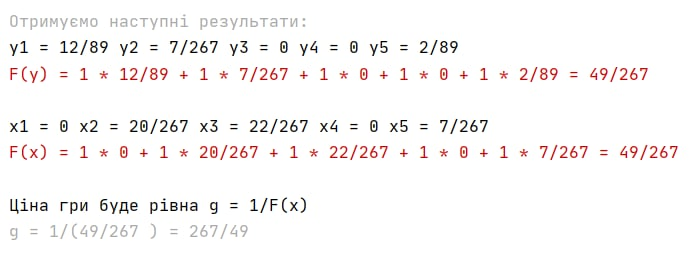 Отримуємо наступні результати:
y1 = 12/89 y2 = 7/267 y3 = 0 y4 = 0 y5 = 2/89
F(y) = 1 * 12/89 + 1 * 7/267 + 1 * 0 + 1 * 0 + 1 * 2/89 = 49/267
x1 = 0 x2 = 20/267 x3 = 22/267 x4 = 0 x5 = 7/267
F(x) = 1 * 0 + 1 * 20/267 + 1 * 22/267 + 1 * 0 + 1 * 7/267 = 49/267
Ціна гри буде рівна g = 1/F(x)
g = 1/(49/267 ) = 267/49